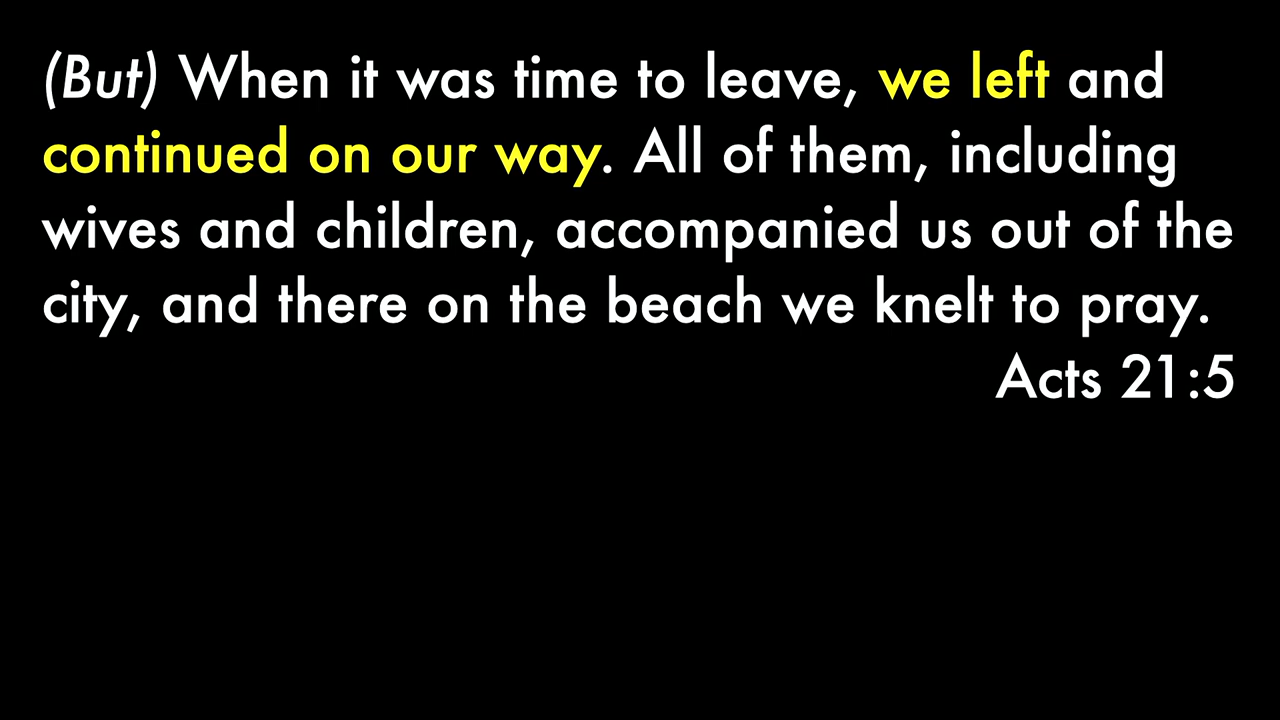 (But) When it was time to leave, we left and
continued on our way. All of them, including
wives and children, accompanied us out of the
city, and there on the beach we knelt to pray.
Acts 21:5